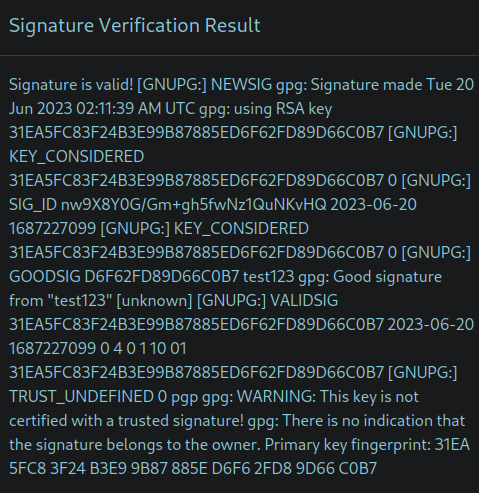 Signature Verification Result
Signature is valid! [GNUPG:] NEWSIG gpg: Signature made Tue 20
Jun 2023 02:11:39 AM UTC gpg: using RSA key
31EA5FC83F24B3E99B87885ED6F62FD89D66C0B7 [GNUPG:]
KEY_CONSIDERED
31EA5FC83F24B3E99B87885ED6F62FD89D66C0B7 0 [GNUPG:]
SIG_ID nw9X8Y0G/Gm+gh5fwNz1QuNKvHQ 2023-06-20
1687227099 [GNUPG:] KEY_CONSIDERED
31EA5FC83F24B3E99B87885ED6F62FD89D66C0B7 0 [GNUPG:]
GOODSIG D6F62FD89D66C0B7 test123 gpg: Good signature
from "test123" [unknown] [GNUPG:] VALIDSIG
31EA5FC83F24B3E99B87885ED6F62FD89D66C0B7 2023-06-20
1687227099 0 4 0 1 10 01
31EA5FC83F24B3E99B87885ED6F62FD89D66C0B7 [GNUPG:]
TRUST_UNDEFINED 0 pgp gpg: WARNING: This key is not
certified with a trusted signature! gpg: There is no indication that
the signature belongs to the owner. Primary key fingerprint: 31EA
5FC8 3F24 B3E9 9B87 885E D6F6 2FD8 9D66 C0B7